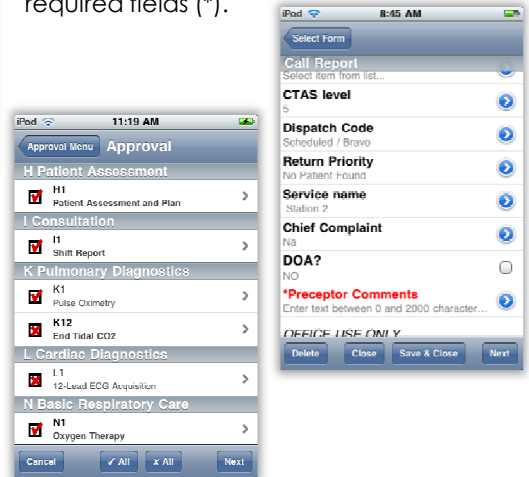 required fields (*).
iPod 8:45 AM
Select Form
Call Report
Select item from list...
CTAS level
5
Dispatch Code
Scheduled / Bravo
Return Priority
No Patient Found
Service name
Station 2
Chief Complaint
Na
DOA?
NO
*Preceptor Comments
Enter text between 0 and 2000 character...
OFFICE USE ONLY
Delete Close Save & Close Next
iPod 11:19 AM
Approval Menu Approval
H Patient Assessment
H1
Patient Assessment and Plan
I Consultation
I1
Shift Report
K Pulmonary Diagnostics
K1
Pulse Oximetry
K12
End Tidal CO2
L Cardiac Diagnostics
L1
12-Lead ECG Acquisition
N Basic Respiratory Care
N1
Oxygen Therapy
Cancel ✓ All x All Next